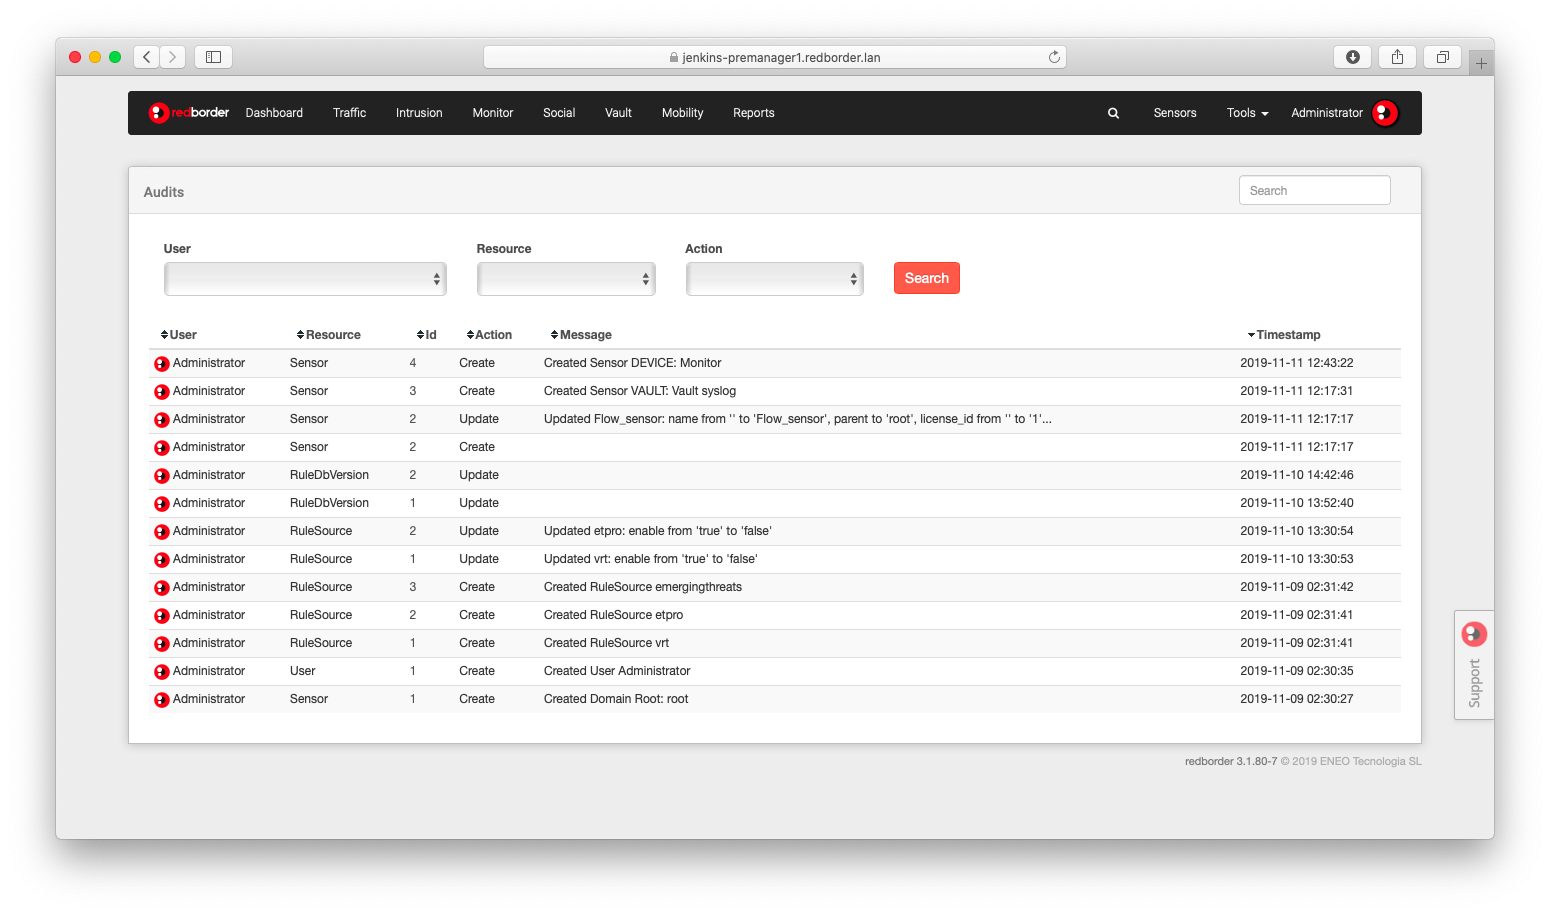 jenkins-premanager1.redborder.lan
redborder Dashboard Traffic Intrusion Monitor Social Vault Mobility Reports Sensors Tools Administrator
Audits Search
User Resource Action
Search
User Resource Id Action Message Timestamp
Administrator Sensor 4 Create Created Sensor DEVICE: Monitor 2019-11-11 12:43:22
Administrator Sensor 3 Create Created Sensor VAULT: Vault syslog 2019-11-11 12:17:31
Administrator Sensor 2 Update Updated Flow_sensor: name from '' to 'Flow_sensor', parent to 'root', license_id from '' to '1'... 2019-11-11 12:17:17
Administrator Sensor 2 Create 2019-11-11 12:17:17
Administrator RuleDbVersion 2 Update 2019-11-10 14:42:46
Administrator RuleDbVersion 1 Update 2019-11-10 13:52:40
Administrator RuleSource 2 Update Updated etpro: enable from 'true' to 'false' 2019-11-10 13:30:54
Administrator RuleSource 1 Update Updated vrt: enable from 'true' to 'false' 2019-11-10 13:30:53
Administrator RuleSource 3 Create Created RuleSource emergingthreats 2019-11-09 02:31:42
Administrator RuleSource 2 Create Created RuleSource etpro 2019-11-09 02:31:41
Administrator RuleSource 1 Create Created RuleSource vrt 2019-11-09 02:31:41
Administrator User 1 Create Created User Administrator 2019-11-09 02:30:35
Administrator Sensor 1 Create Created Domain Root: root 2019-11-09 02:30:27
Support
redborder 3.1.80-7 © 2019 ENEO Tecnologia SL